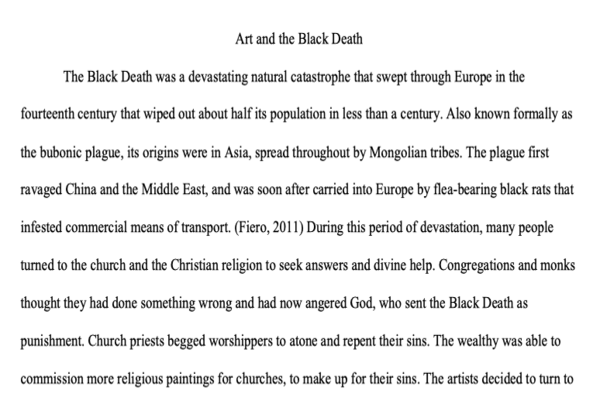 Art and the Black Death
The Black Death was a devastating natural catastrophe that swept through Europe in the
fourteenth century that wiped out about half its population in less than a century. Also known formally as
the bubonic plague, its origins were in Asia, spread throughout by Mongolian tribes. The plague first
ravaged China and the Middle East, and was soon after carried into Europe by flea-bearing black rats that
infested commercial means of transport. (Fiero, 2011) During this period of devastation, many people
turned to the church and the Christian religion to seek answers and divine help. Congregations and monks
thought they had done something wrong and had now angered God, who sent the Black Death as
punishment. Church priests begged worshippers to atone and repent their sins. The wealthy was able to
commission more religious paintings for churches, to make up for their sins. The artists decided to turn to